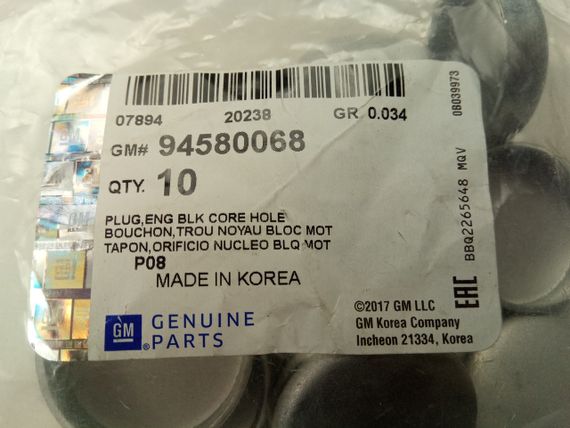 07894 20238 GR 0.034
GM# 94580068
QTY. 10
PLUG,ENG BLK CORE HOLE
BOUCHON,TROU NOYAU BLOC MOT
TAPON,ORIFICIO NUCLEO BLQ MOT
P08
MADE IN KOREA
GM GENUINE
PARTS
©2017 GM LLC
GM Korea Company
Incheon 21334, Korea
EAC
BBQ2265648 MQV
0B039973